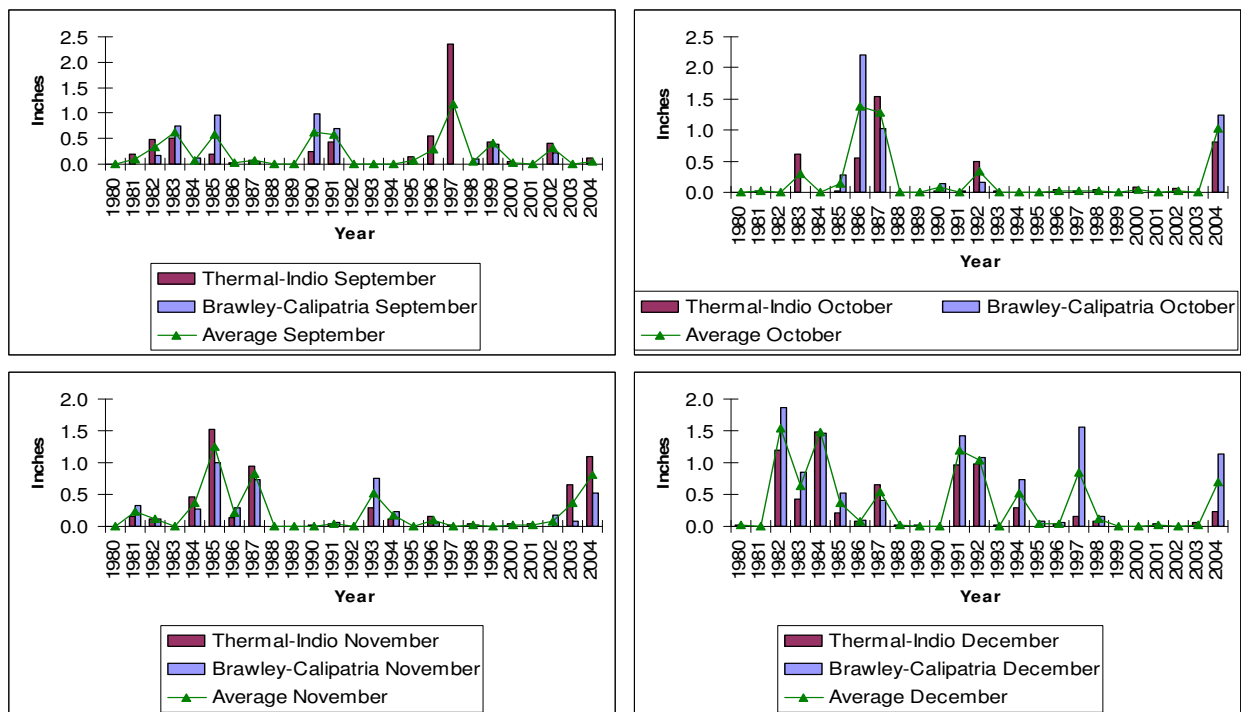 2.5
2.0
1.5
1.0
0.5
0.0
Inches
1980 1981 1982 1983 1984 1985 1986 1987 1988 1989 1990 1991 1992 1993 1994 1995 1996 1997 1998 1999 2000 2001 2002 2003 2004
Year
Thermal-Indio September
Brawley-Calipatria September
Average September
2.5
2.0
1.5
1.0
0.5
0.0
Inches
1980 1981 1982 1983 1984 1985 1986 1987 1988 1989 1990 1991 1992 1993 1994 1995 1996 1997 1998 1999 2000 2001 2002 2003 2004
Year
Thermal-Indio October Brawley-Calipatria October
Average October
2.0
1.5
1.0
0.5
0.0
Inches
1980 1981 1982 1983 1984 1985 1986 1987 1988 1989 1990 1991 1992 1993 1994 1995 1996 1997 1998 1999 2000 2001 2002 2003 2004
Year
Thermal-Indio November
Brawley-Calipatria November
Average November
2.0
1.5
1.0
0.5
0.0
Inches
1980 1981 1982 1983 1984 1985 1986 1987 1988 1989 1990 1991 1992 1993 1994 1995 1996 1997 1998 1999 2000 2001 2002 2003 2004
Year
Thermal-Indio December
Brawley-Calipatria December
Average December